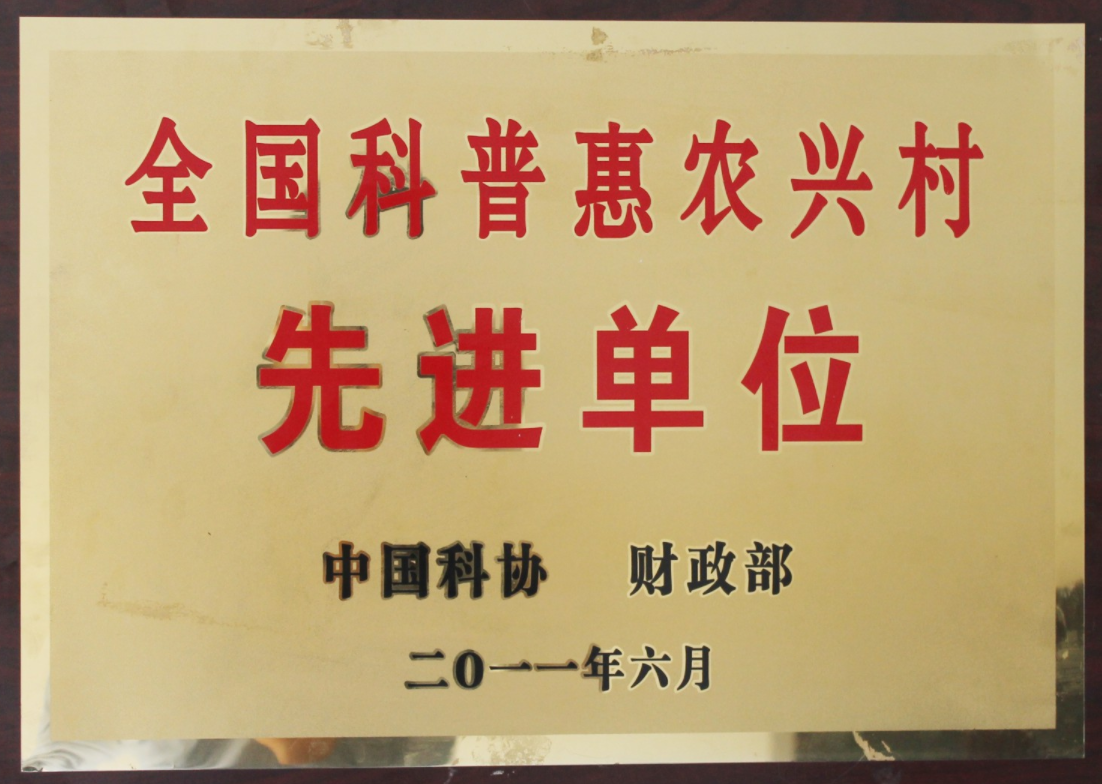 全国科普惠农兴村
先进单位
中国科协 财政部
二0一一年六月